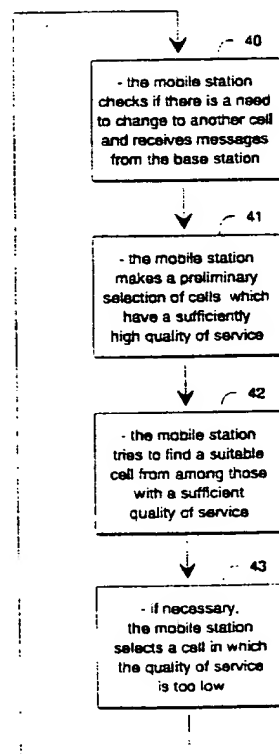 40
- the mobile station
checks if there is a need
to change to another cell
and receives messages
from the base station
41
- the mobile station
makes a preliminary
selection of cells which
have a sufficiently
high quality of service
42
- the mobile station
tries to find a suitable
cell from among those
with a sufficient
quality of service
43
- if necessary,
the mobile station
selects a cell in which
the quality of service
is too low